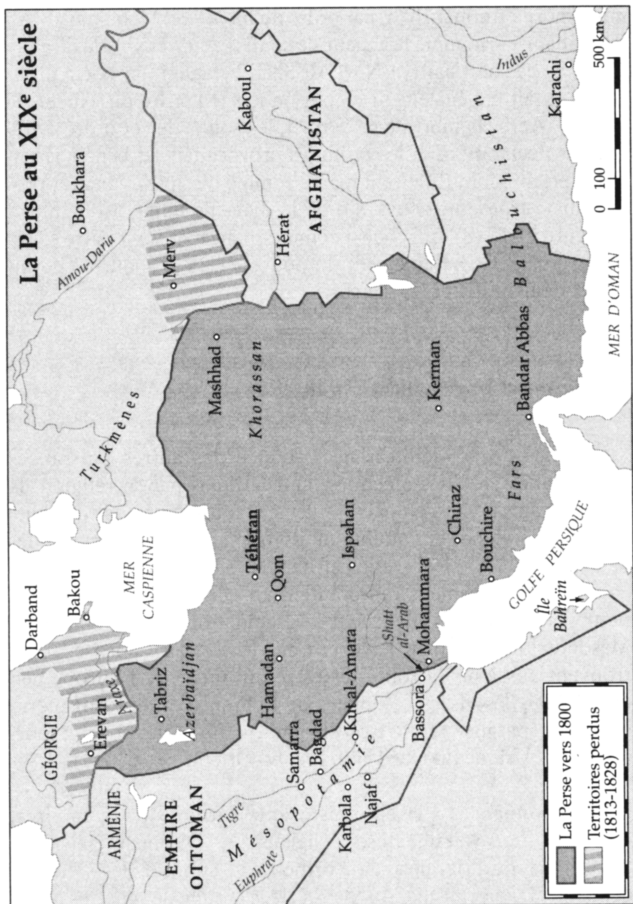 La Perse au XIXe siècle
Boukhara
Amou-Daria
Turkmènes
Merv
Darband
Bakou
MER
CASPIENNE
GÉORGIE
Erevan
Araxe
ARMÉNIE
Tabriz
Azerbaïdjan
Mashhad
Khorassan
Hérat
Kaboul
AFGHANISTAN
Téhéran
Qom
Hamadan
EMPIRE
OTTOMAN
Samarra
Bagdad
Tigre
Mésopotamie
Kut al-Amara
Karbala
Najaf
Euphrate
Ispahan
Shatt
al-Arab
Mohammara
Bassora
Kerman
Chiraz
Bouchire
Fars
Bandar Abbas
Balouchistan
Indus
Karachi
GOLFE PERSIQUE
Île
Bahreïn
MER D'OMAN
0 100 500 km
La Perse vers 1800
Territoires perdus
(1813-1828)